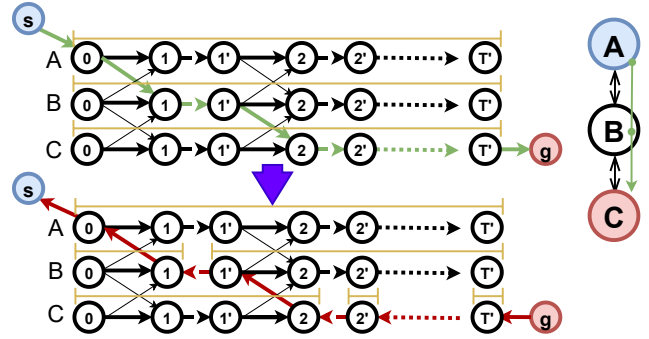 s
A 0 1 1' 2 2' T'
B 0 1 1' 2 2' T'
C 0 1 1' 2 2' T' g
s
A 0 1 1' 2 2' T'
B 0 1 1' 2 2' T'
C 0 1 1' 2 2' T' g
A
B
C